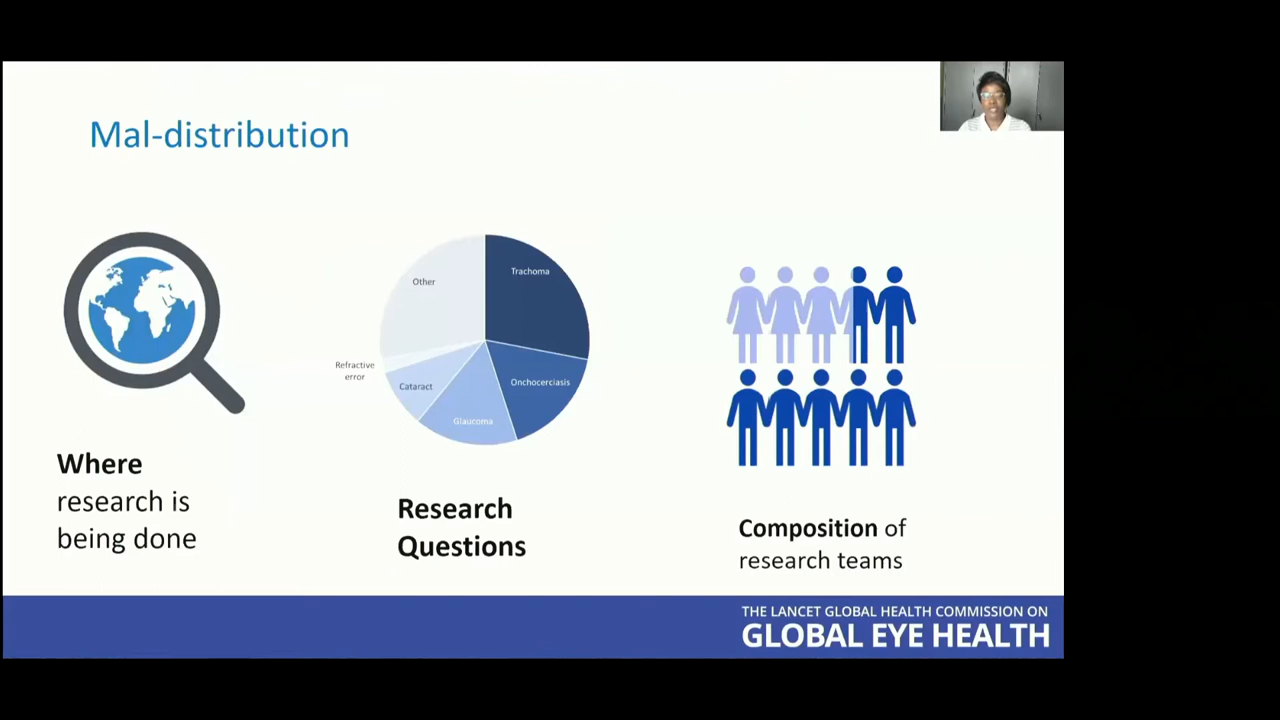 Mal-distribution
Where
research is
being done
Other
Trachoma
Refractive
error
Cataract
Onchocerciasis
Glaucoma
Research
Questions
Composition of
research teams
THE LANCET GLOBAL HEALTH COMMISSION ON
GLOBAL EYE HEALTH